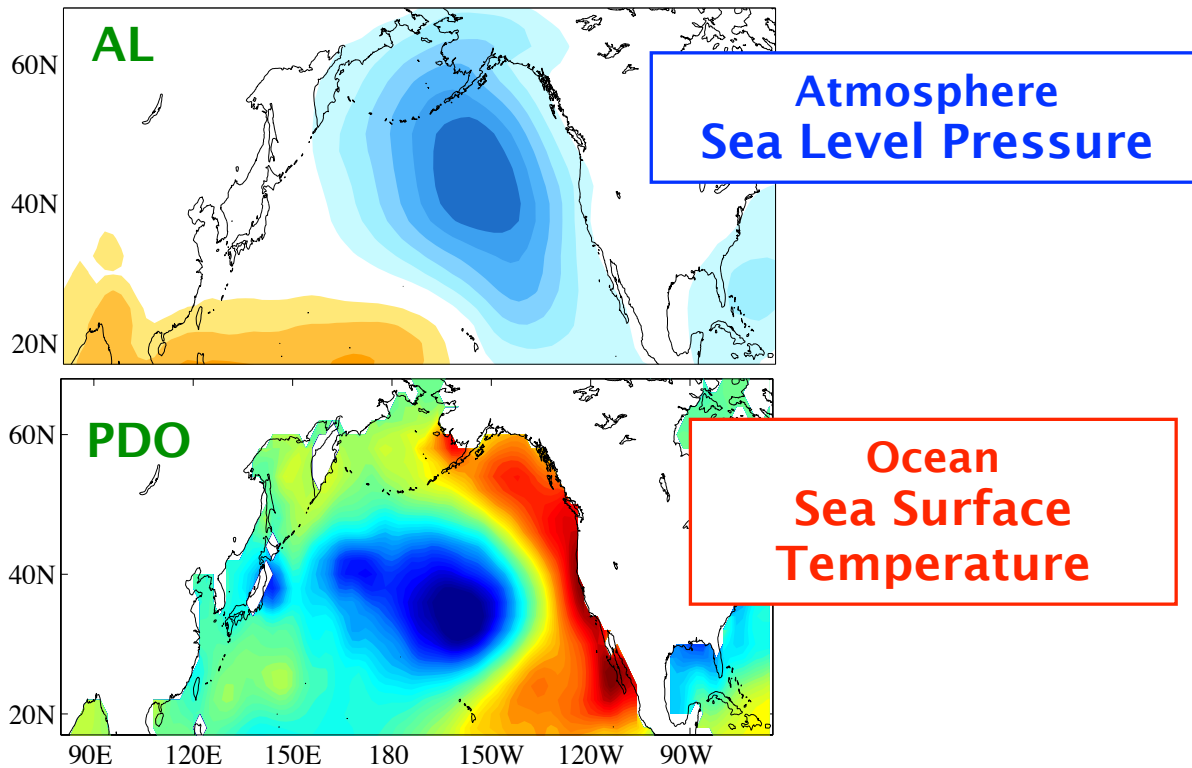 AL
60N
40N
20N
Atmosphere
Sea Level Pressure
PDO
60N
40N
20N
Ocean
Sea Surface
Temperature
90E 120E 150E 180 150W 120W 90W